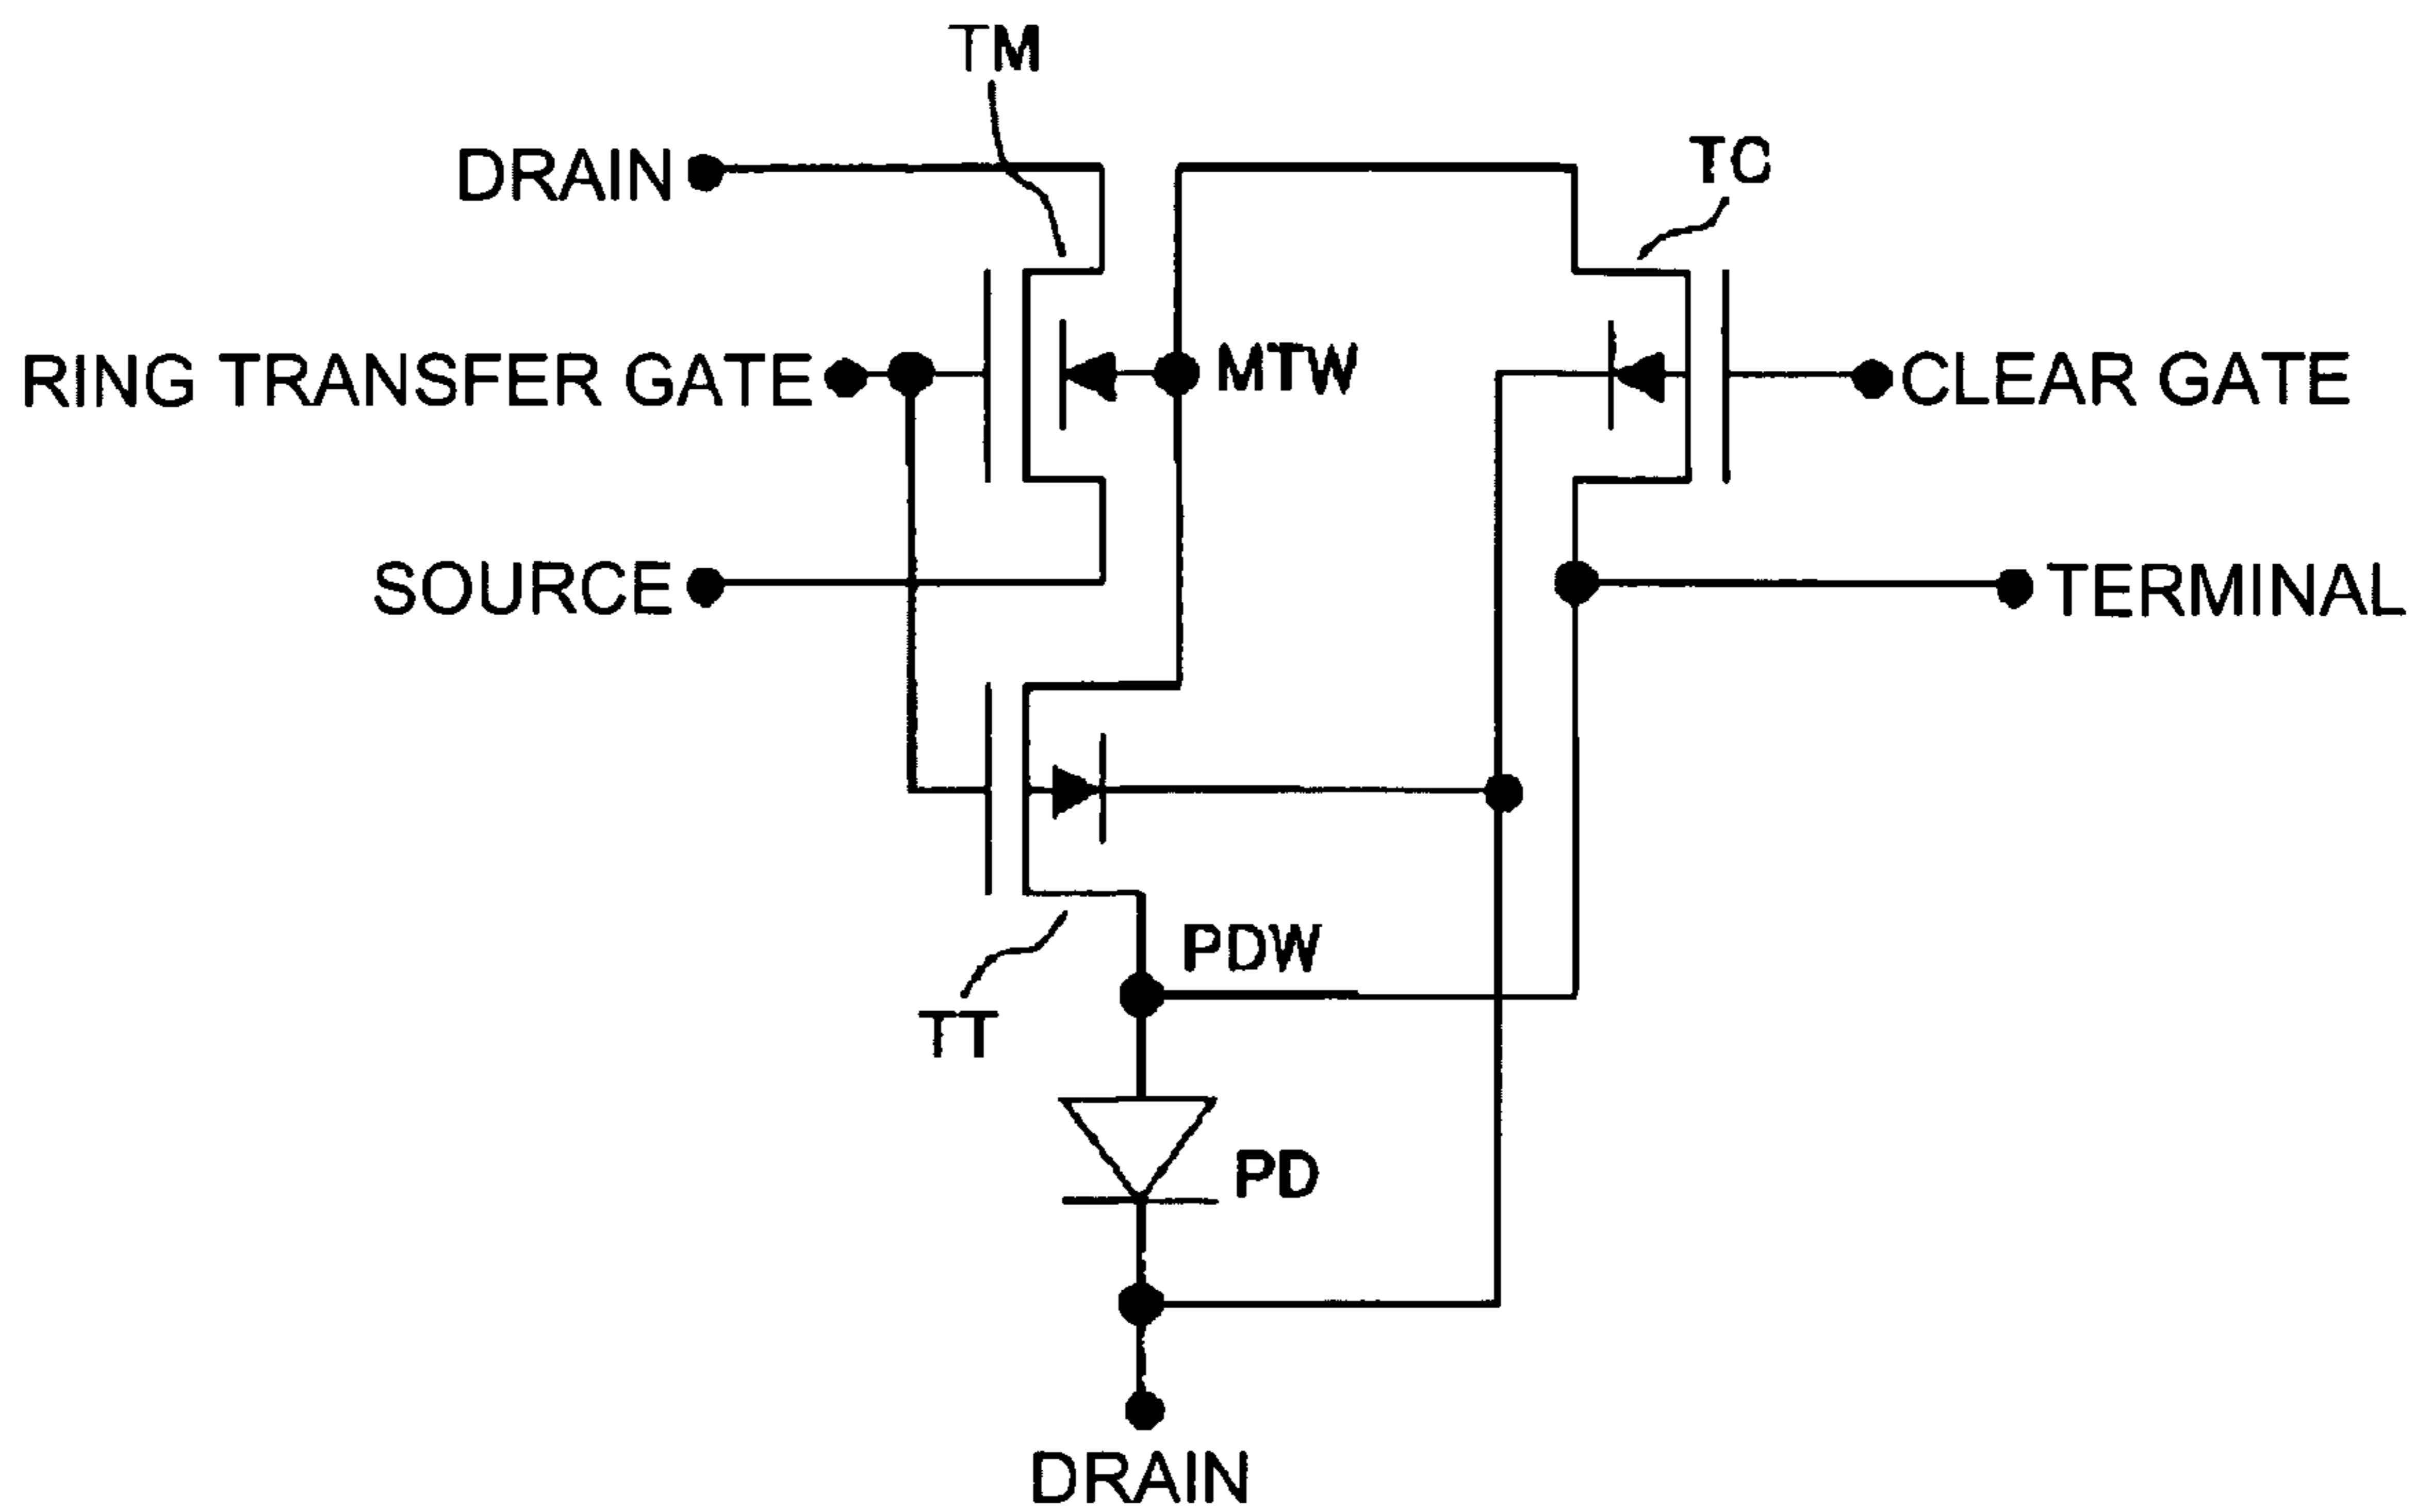 TM
TC
DRAIN
RING TRANSFER GATE
MTW
CLEAR GATE
SOURCE
TERMINAL
PDW
TT
PD
DRAIN